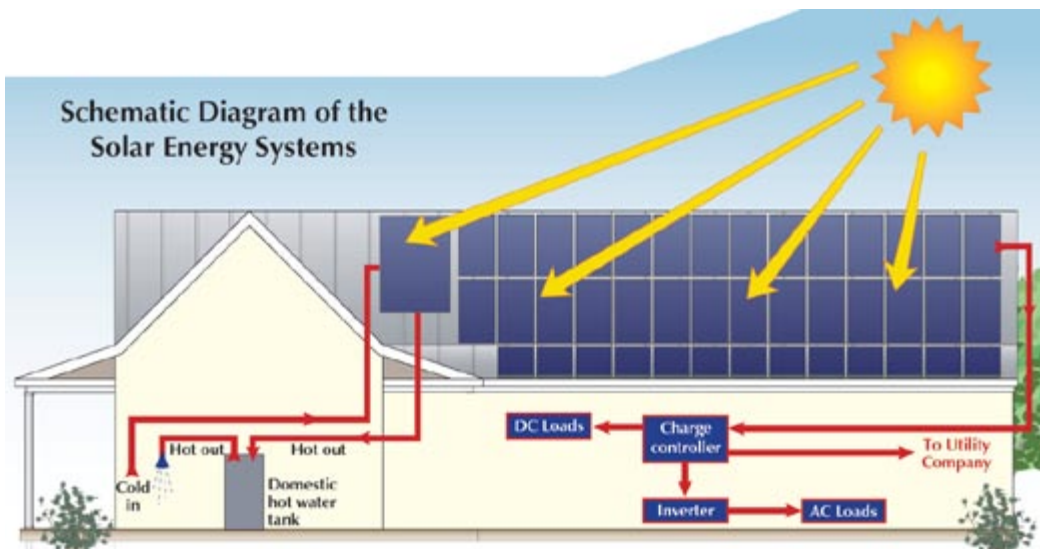 Schematic Diagram of the
Solar Energy Systems
DC Loads
Charge
controller
To Utility
Company
Hot out
Hot out
Cold
in
Domestic
hot water
tank
Inverter
AC Loads